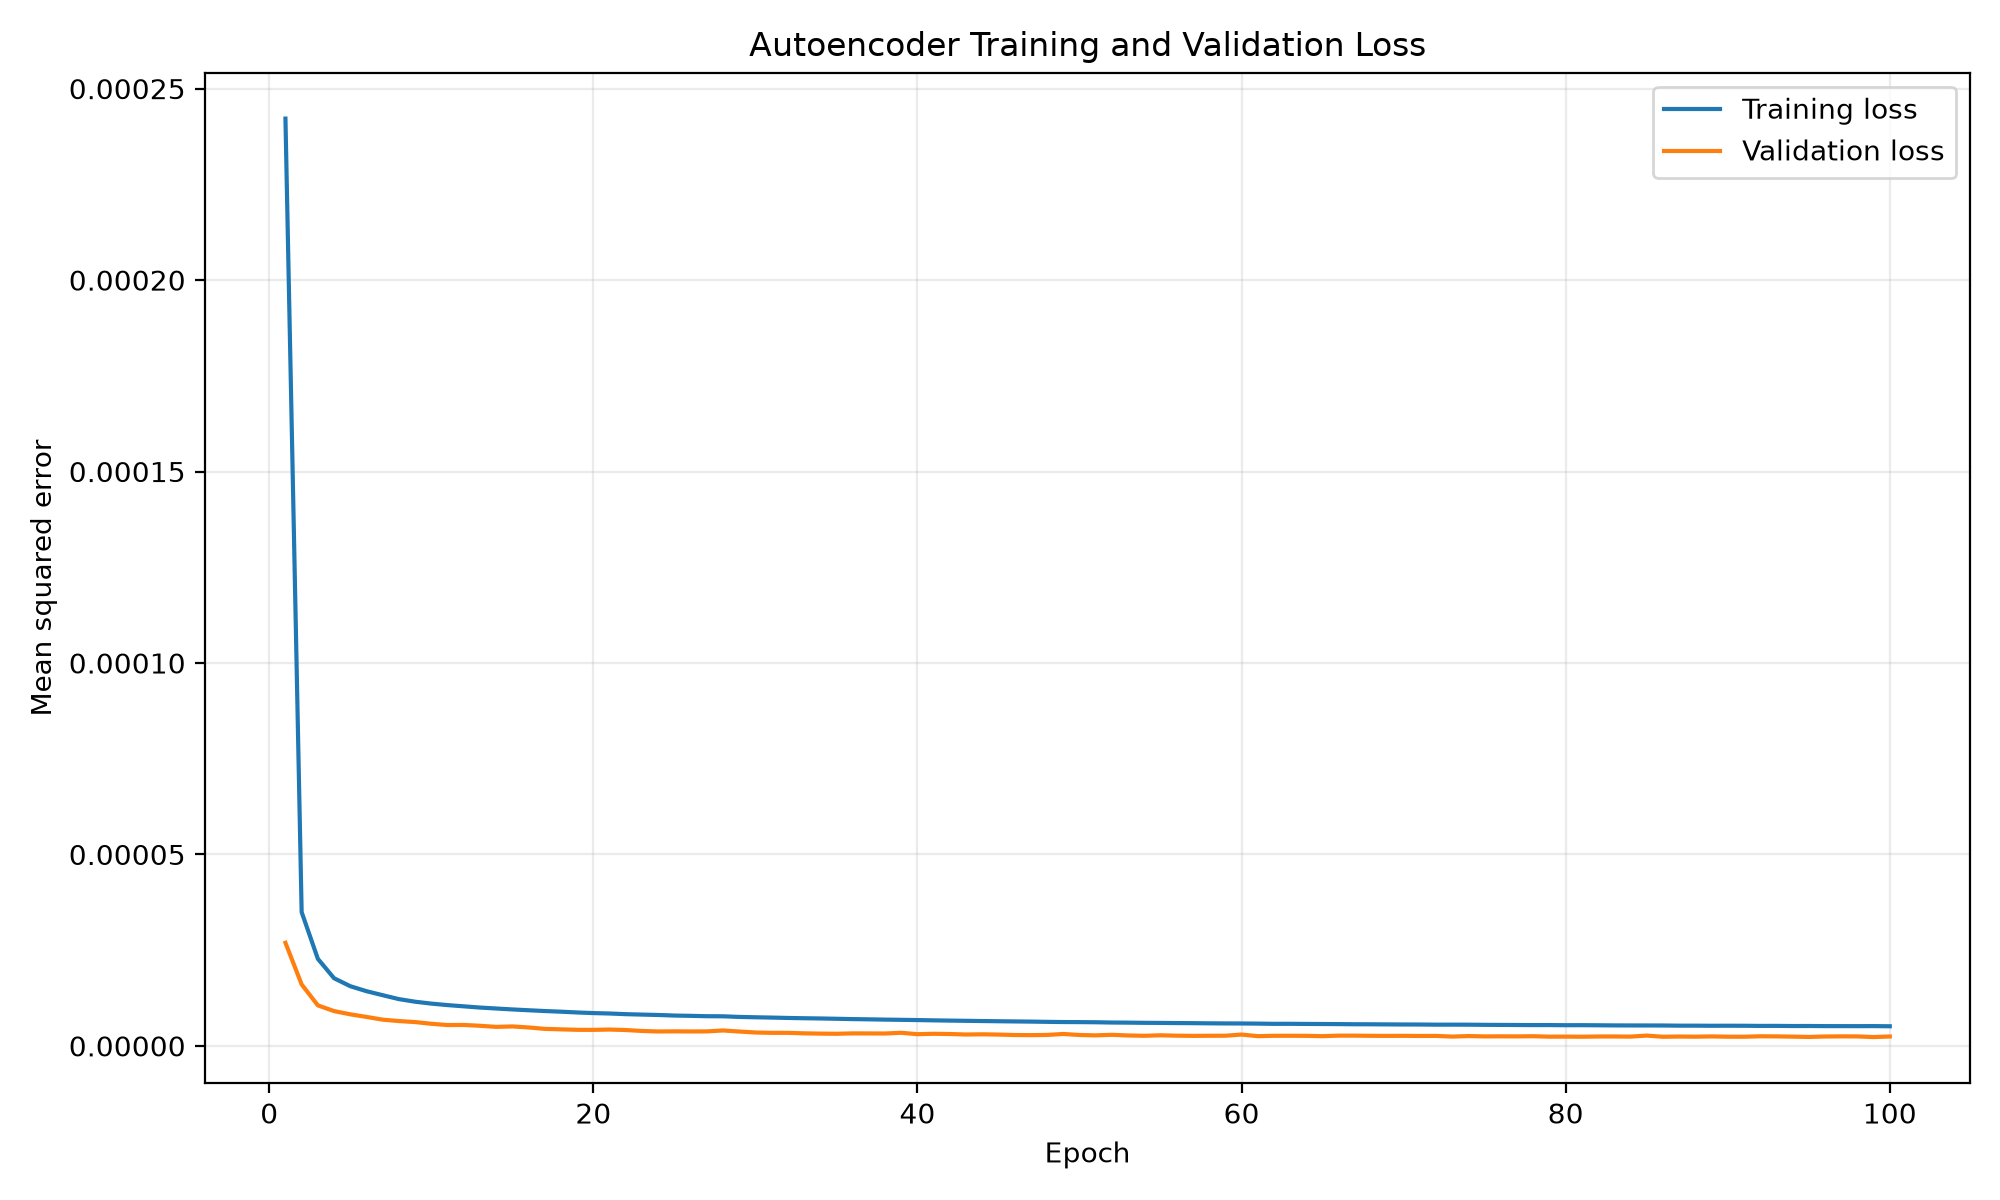 Autoencoder Training and Validation Loss
0.00025
0.00020
0.00015
0.00010
0.00005
0.00000
Mean squared error
Training loss
Validation loss
0 20 40 60 80 100
Epoch